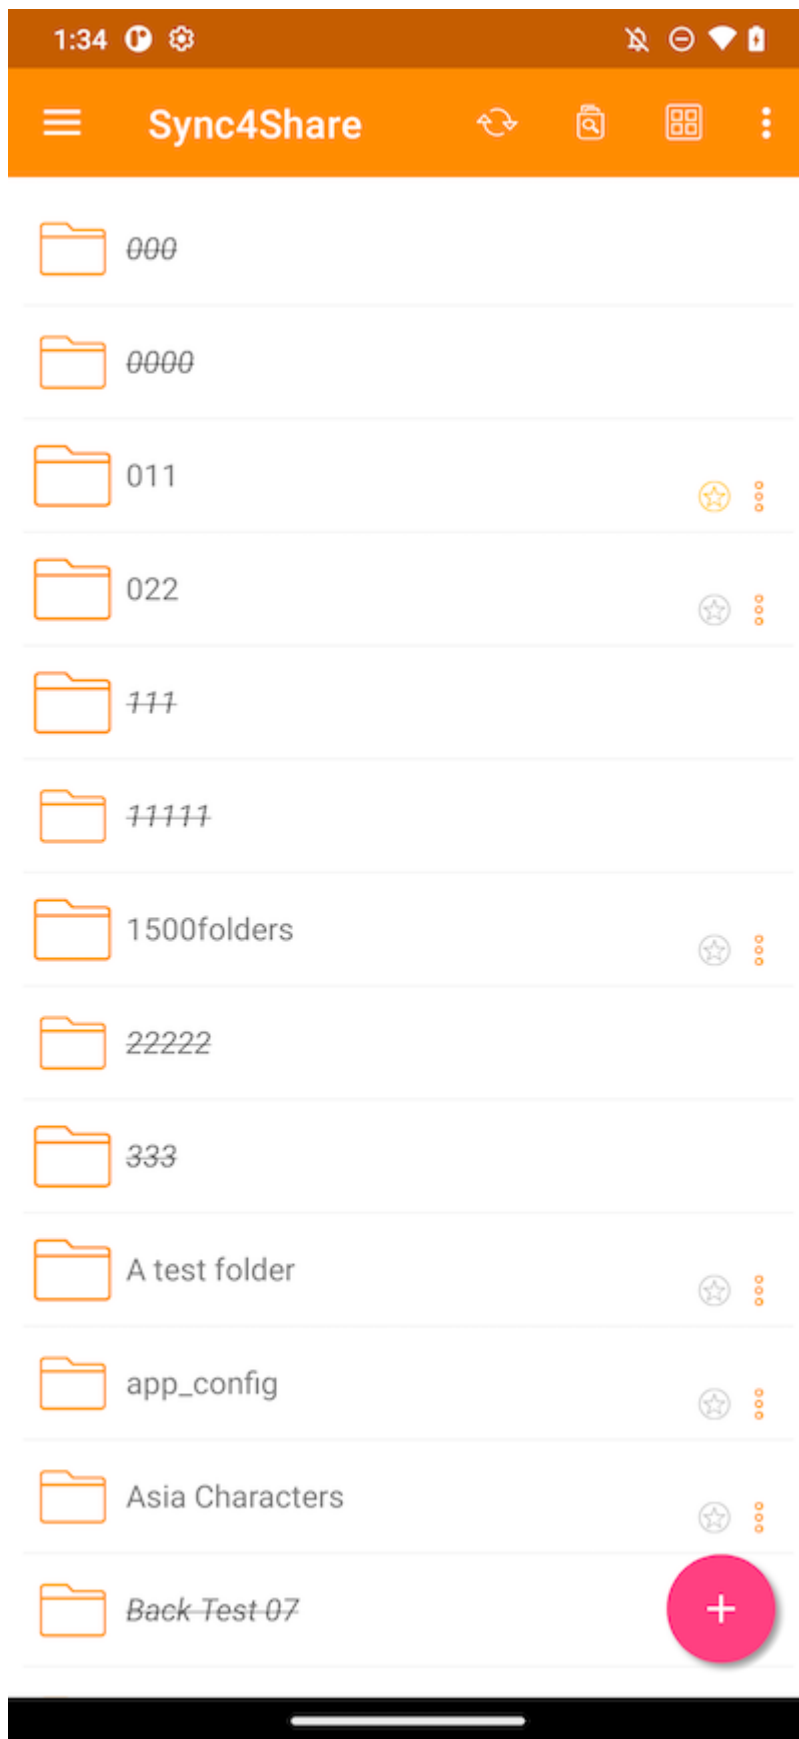 1:34
Sync4Share
000
0000
011
022
111
11111
1500folders
22222
333
A test folder
app_config
Asia Characters
Back Test 07